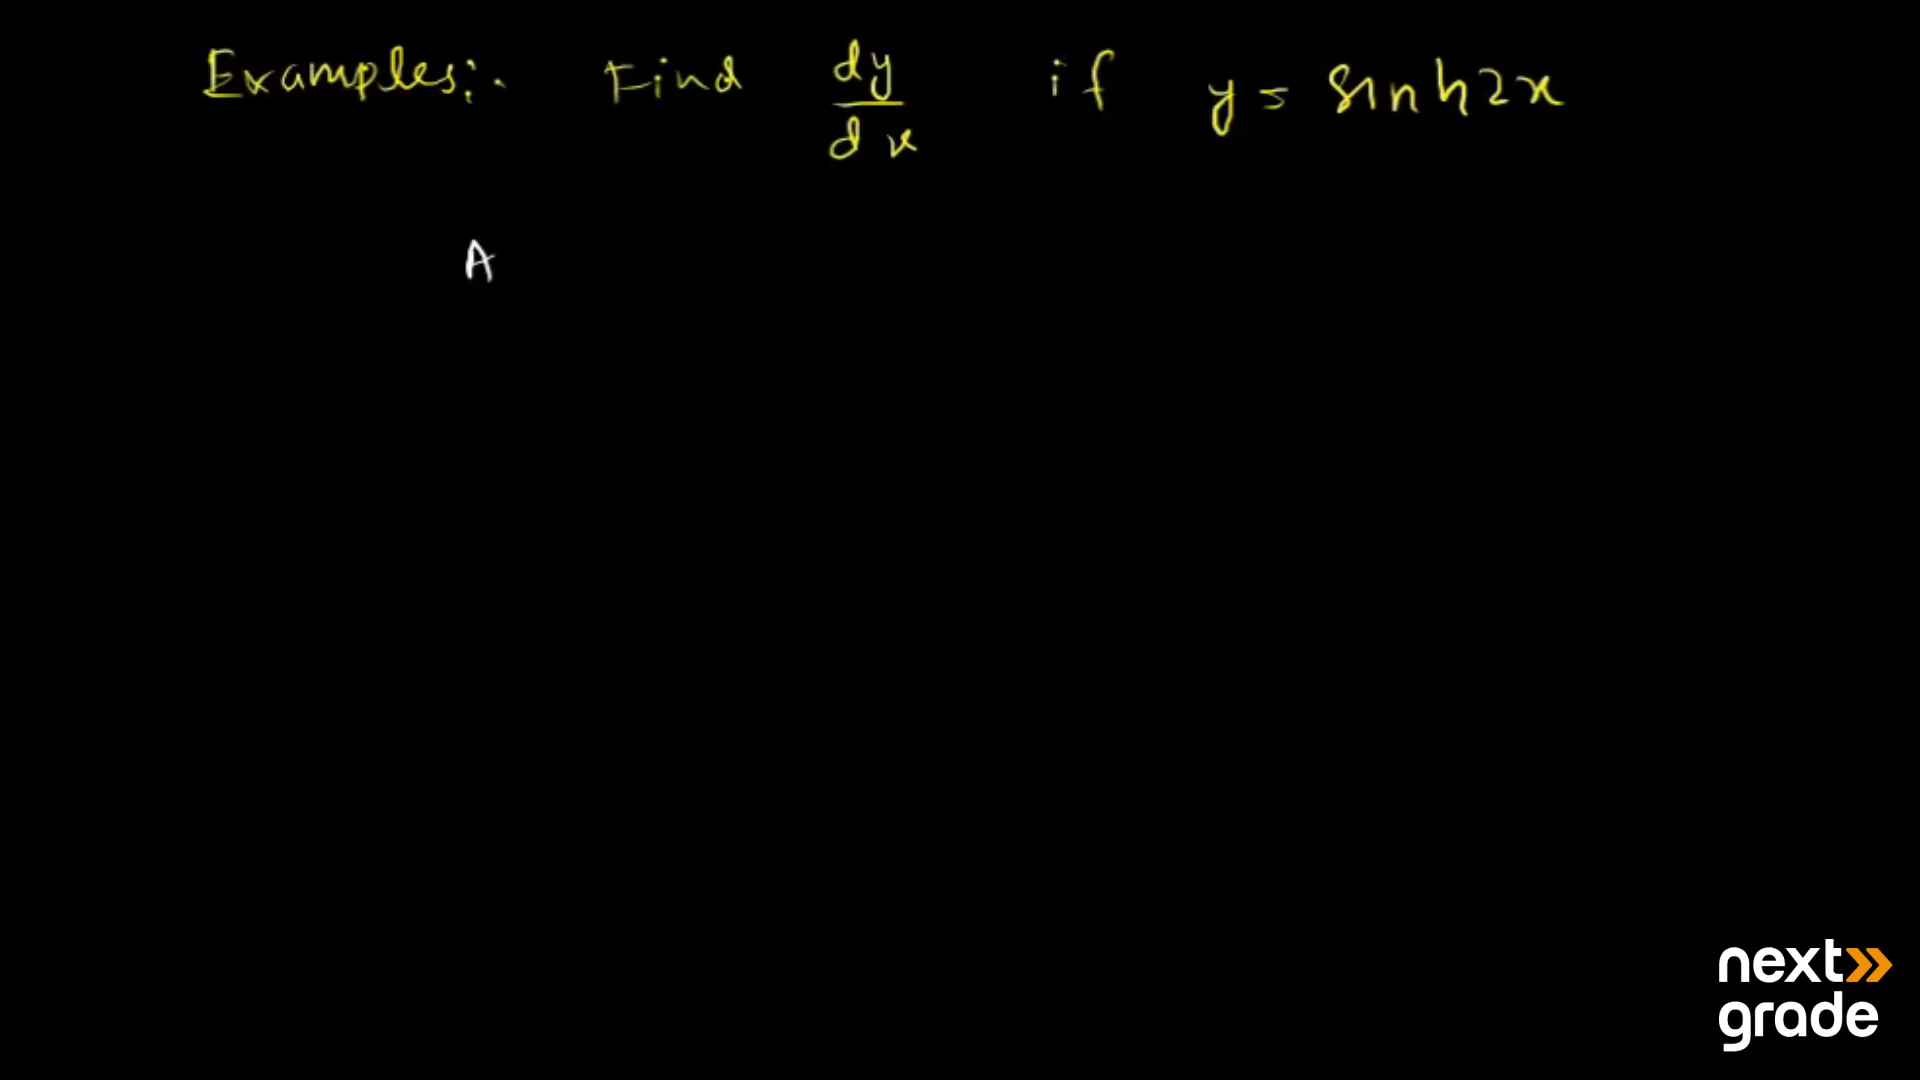 Examples:- Find dy/dx if y = sinh2x
A
next
grade